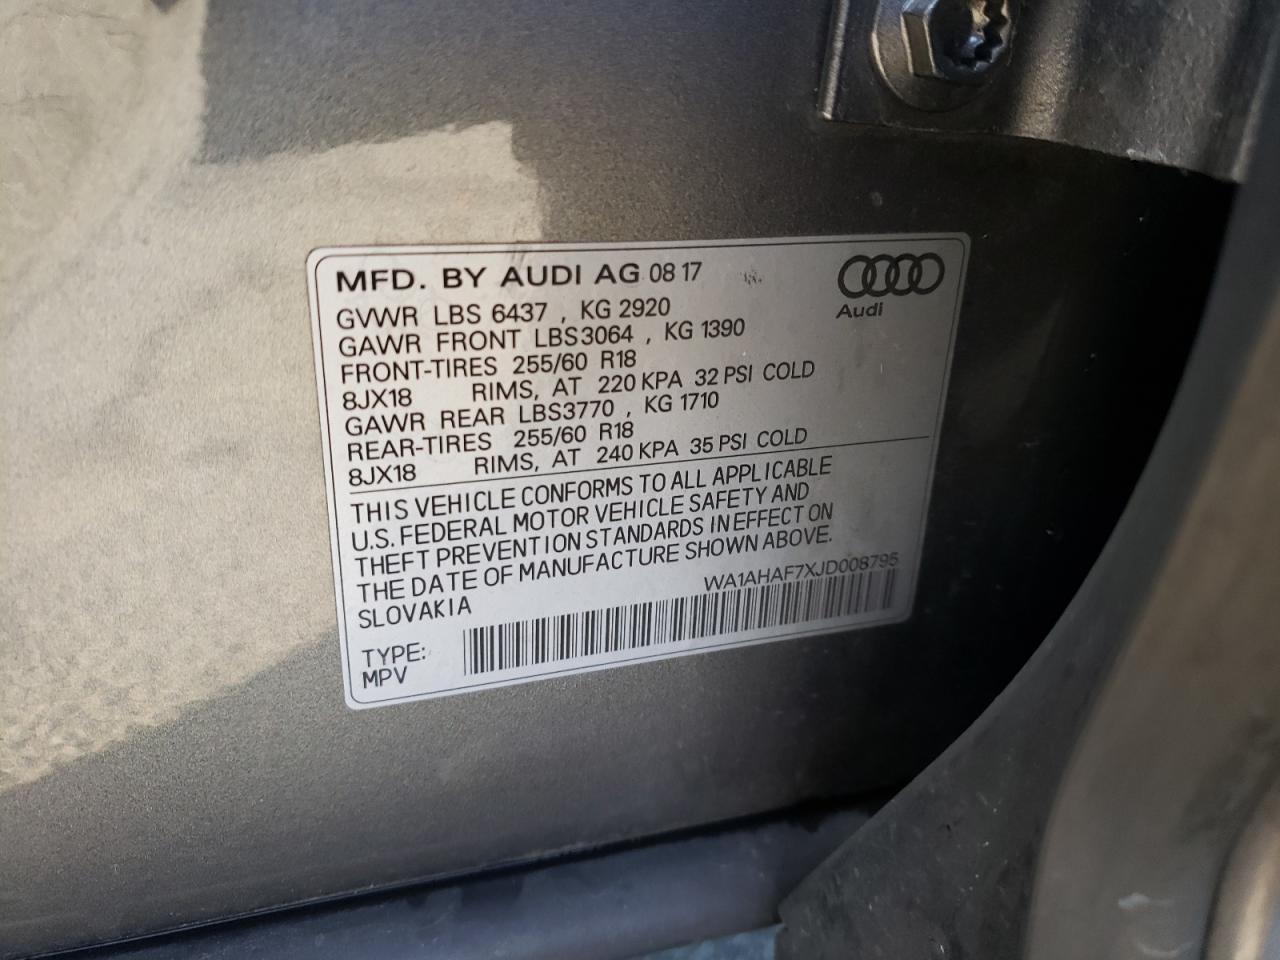 MFD. BY AUDI AG 08 17
Audi
GVWR LBS 6437 , KG 2920
GAWR FRONT LBS3064 , KG 1390
FRONT-TIRES 255/60 R18
8JX18 RIMS, AT 220 KPA 32 PSI COLD
GAWR REAR LBS3770 , KG 1710
REAR-TIRES 255/60 R18
8JX18 RIMS, AT 240 KPA 35 PSI COLD
THIS VEHICLE CONFORMS TO ALL APPLICABLE
U.S. FEDERAL MOTOR VEHICLE SAFETY AND
THEFT PREVENTION STANDARDS IN EFFECT ON
THE DATE OF MANUFACTURE SHOWN ABOVE.
SLOVAKIA
WA1AHAF7XJD008795
TYPE:
MPV